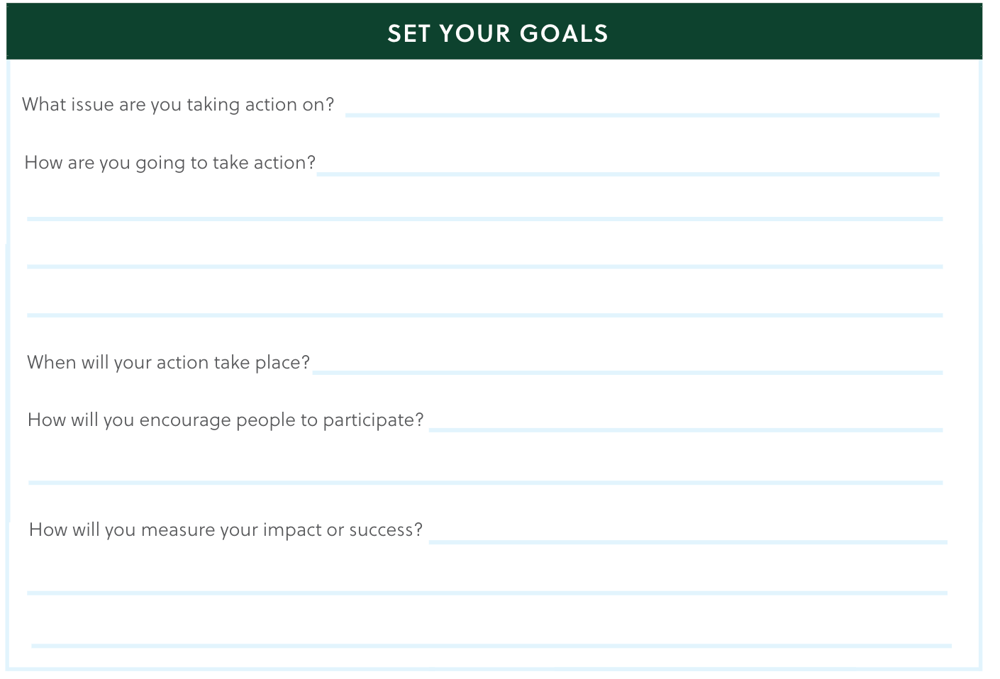 SET YOUR GOALS
What issue are you taking action on?
How are you going to take action?
When will your action take place?
How will you encourage people to participate?
How will you measure your impact or success?